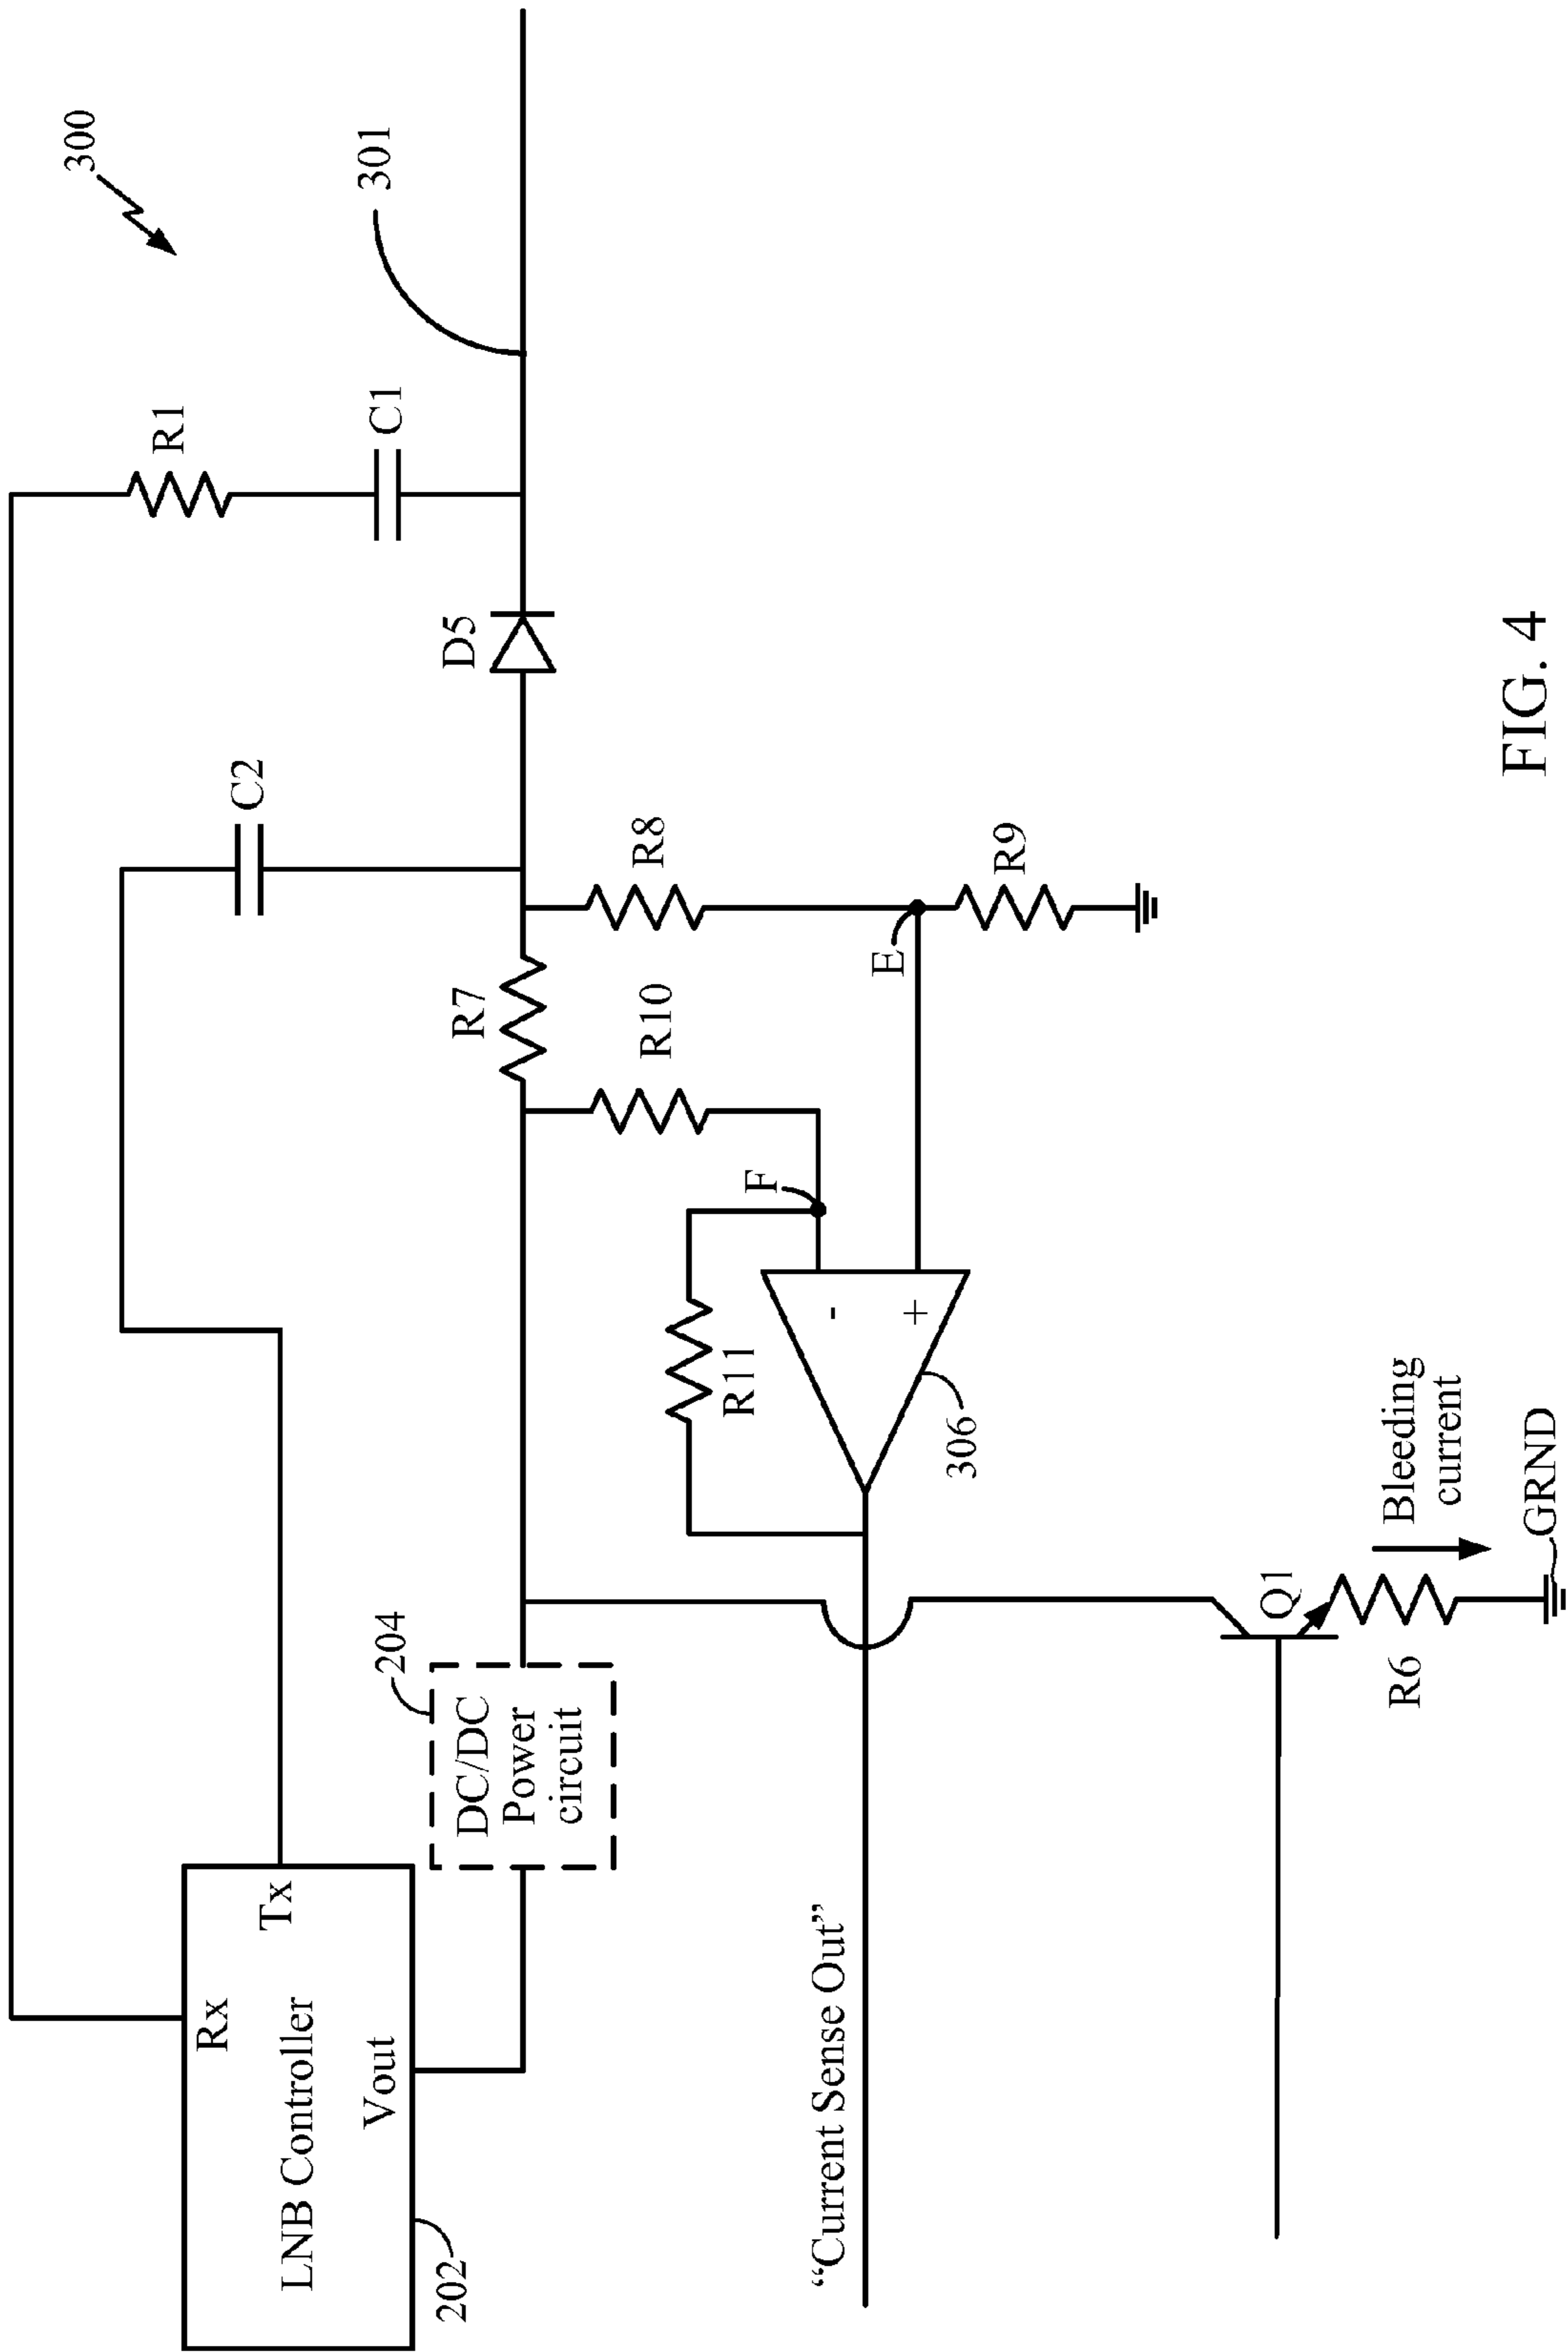 300
301
R1
C1
C2
D5
R7
R8
R10
E
R9
F
R11
-
+
306
Rx
Tx
LNB Controller
Vout
202
204
DC/DC
Power
circuit
“Current Sense Out”
Q1
R6
Bleeding
current
GRND
FIG. 4